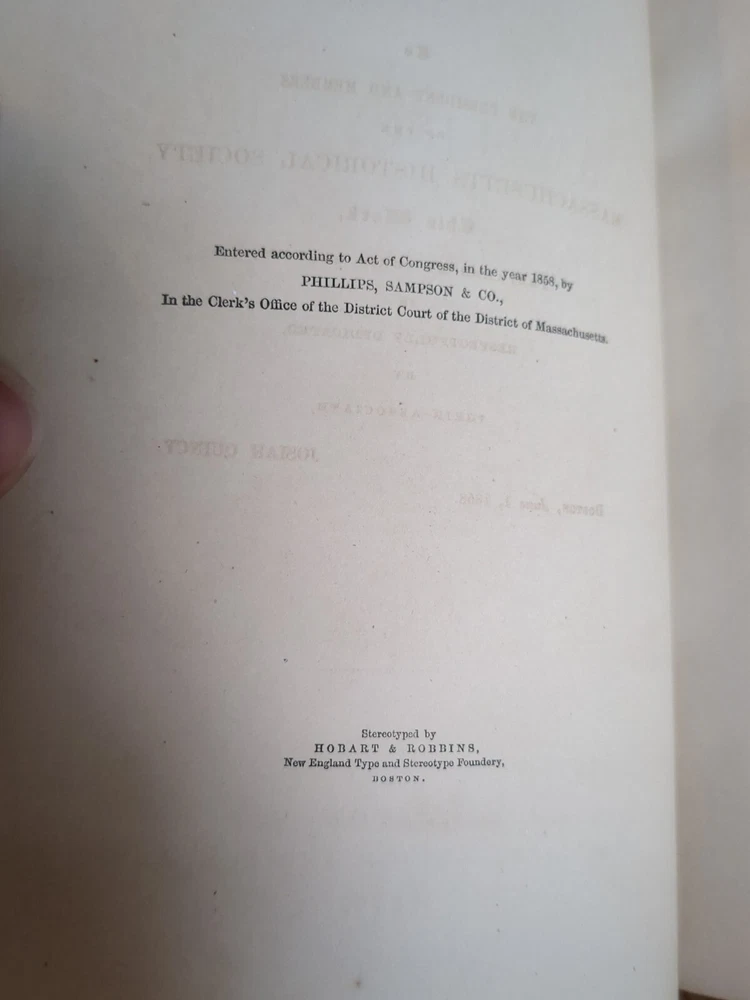 Entered according to Act of Congress, in the year 1858, by
PHILLIPS, SAMPSON & CO.,
In the Clerk's Office of the District Court of the District of Massachusetts.
Stereotyped by
HOBART & ROBBINS,
New England Type and Stereotype Foundery,
BOSTON.